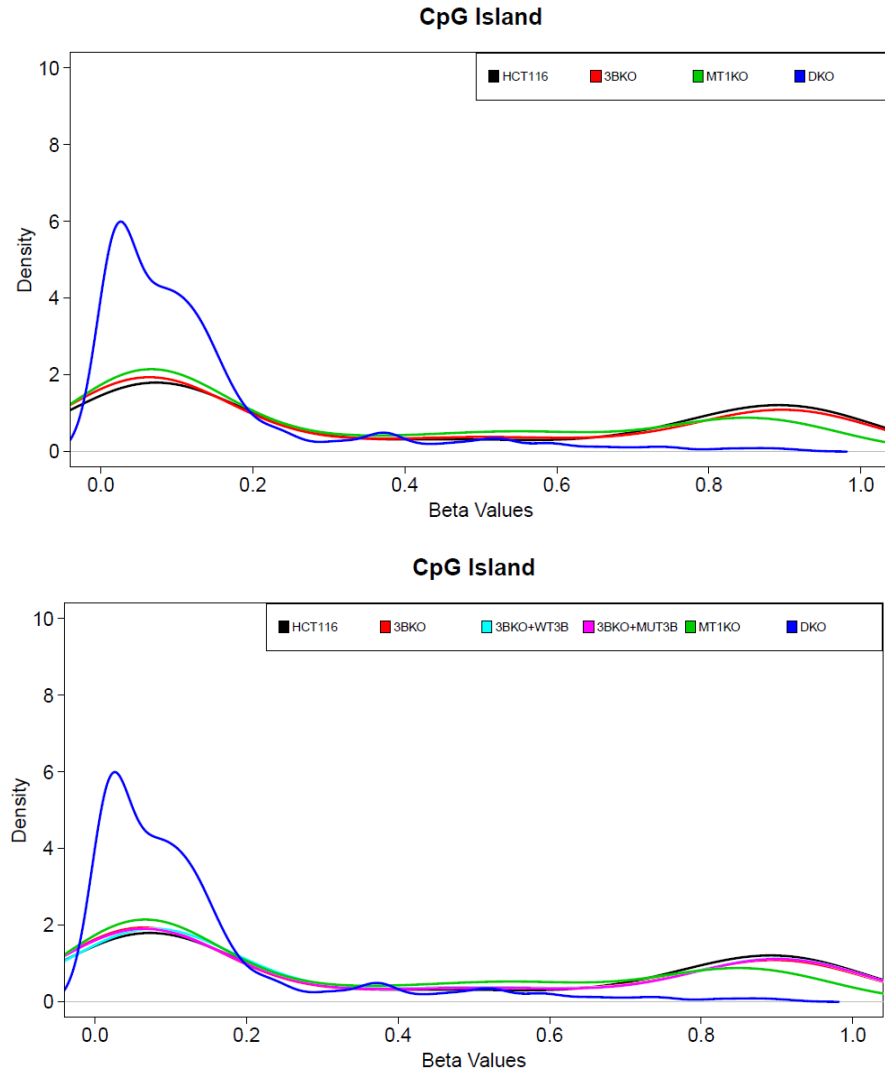 CpG Island
HCT116 3BKO MT1KO DKO
10
8
6
4
2
0
Density
0.0 0.2 0.4 0.6 0.8 1.0
Beta Values
CpG Island
HCT116 3BKO 3BKO+WT3B 3BKO+MUT3B MT1KO DKO
10
8
6
4
2
0
Density
0.0 0.2 0.4 0.6 0.8 1.0
Beta Values